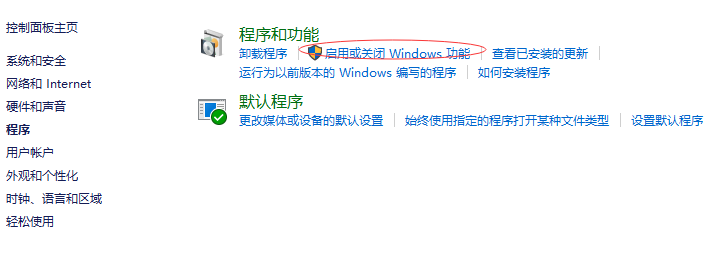 控制面板主页
系统和安全
网络和 Internet
硬件和声音
程序
用户帐户
外观和个性化
时钟、语言和区域
轻松使用
程序和功能
卸载程序 启用或关闭 Windows 功能 查看已安装的更新
运行为以前版本的 Windows 编写的程序 如何安装程序
默认程序
更改媒体或设备的默认设置 始终使用指定的程序打开某种文件类型 设置默认程序